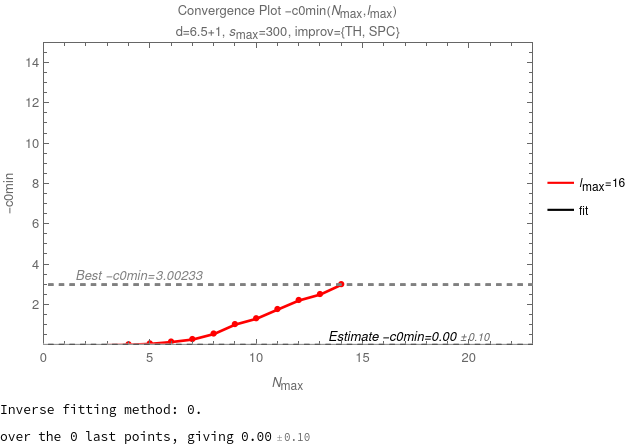 Convergence Plot −c0min(Nmax,lmax)
d=6.5+1, smax=300, improv={TH, SPC}
14
12
10
8
6
4
2
−c0min
Best −c0min=3.00233
Estimate −c0min=0.00 ±0.10
0 5 10 15 20
Nmax
lmax=16
fit
Inverse fitting method: 0.
over the 0 last points, giving 0.00 ±0.10